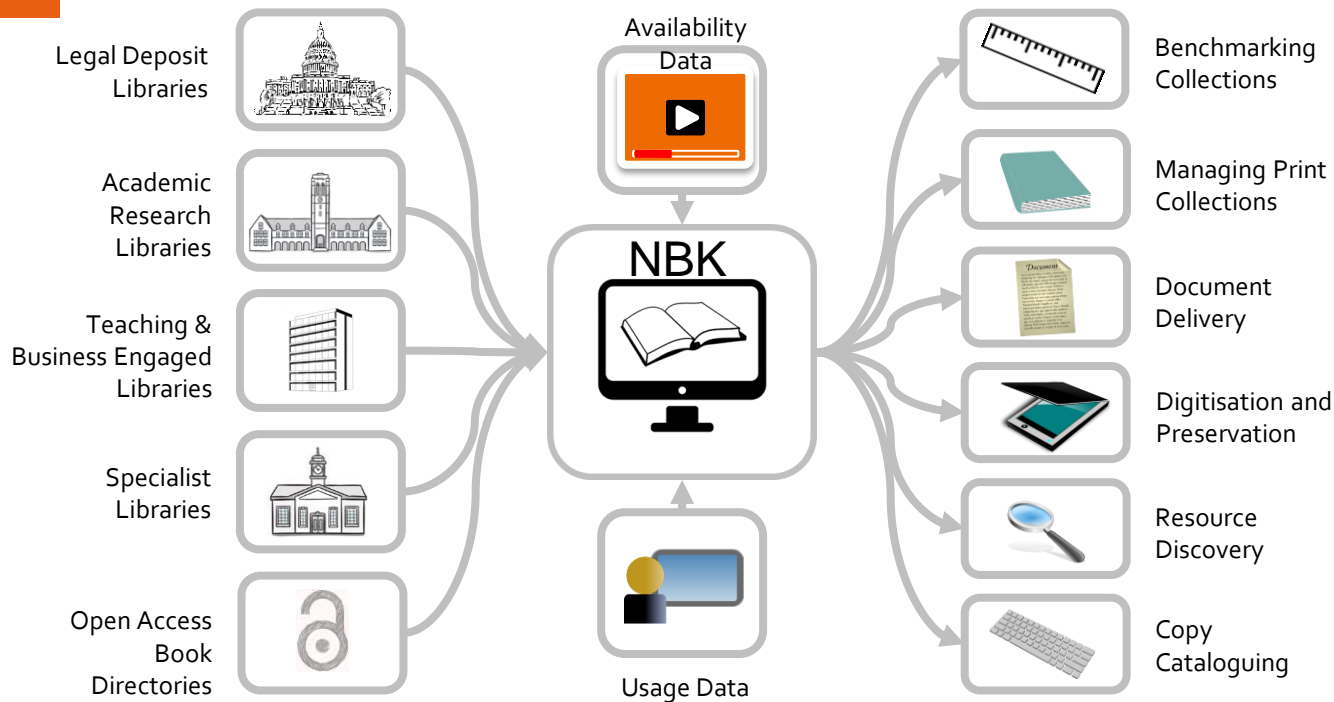 Legal Deposit
Libraries
Academic
Research
Libraries
Teaching &
Business Engaged
Libraries
Specialist
Libraries
Open Access
Book
Directories
Availability
Data
NBK
Usage Data
Benchmarking
Collections
Managing Print
Collections
Document
Document
Delivery
Digitisation and
Preservation
Resource
Discovery
Copy
Cataloguing